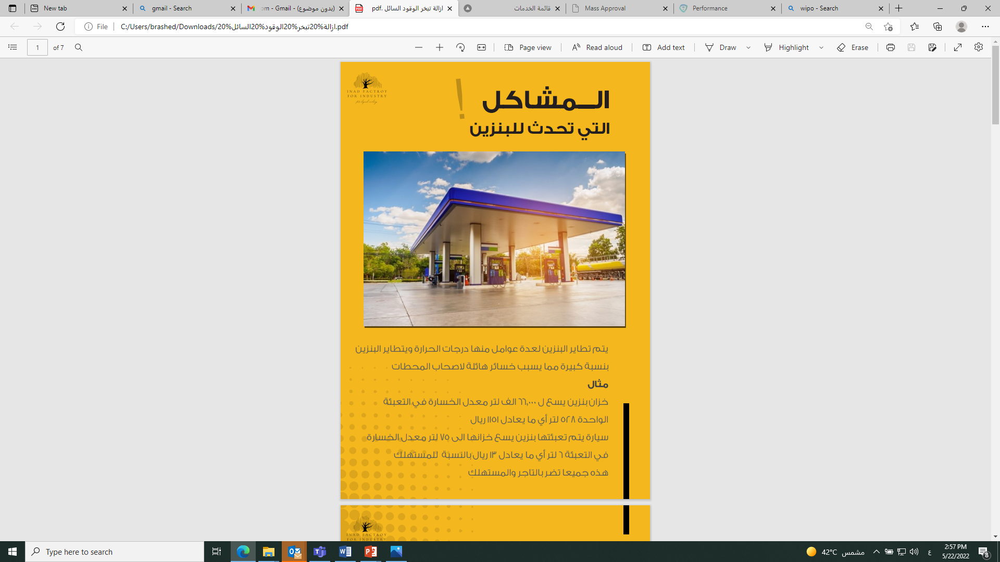 New tab
gmail - Search
(بدون موضوع) - Gmail - om
ازالة تبخر الوقود السائل .pdf
قائمة الخدمات
Mass Approval
Performance
wipo - Search
File
C:/Users/brashed/Downloads/ازالة%20تبخر%20الوقود%20السائل%20.pdf
1 of 7
Page view
Read aloud
Add text
Draw
Highlight
Erase
INAD FACTROY
FOR INDUSTRY
المشاكل !
التي تحدث للبنزين
يتم تطاير البنزين لعدة عوامل منها درجات الحرارة ويتطاير البنزين
بنسبة كبيرة مما يسبب خسائر هائلة لاصحاب المحطات
مثال
خزان بنزين يسع ل ٦٦,٠٠٠ الف لتر معدل الخسارة في التعبئة
الواحدة ٥٢٨ لتر أي ما يعادل ١١٥١ ريال
سيارة يتم تعبئتها بنزين يسع خزانها الى ٧٥ لتر معدل الخسارة
في التعبئة ٦ لتر أي ما يعادل ١٣ ريال بالنسبة للمستهلك
هذه جميعا تضر بالتاجر والمستهلك
INAD FACTROY
FOR INDUSTRY
Type here to search
42°C مشمس
ع
2:57 PM
5/22/2022
8